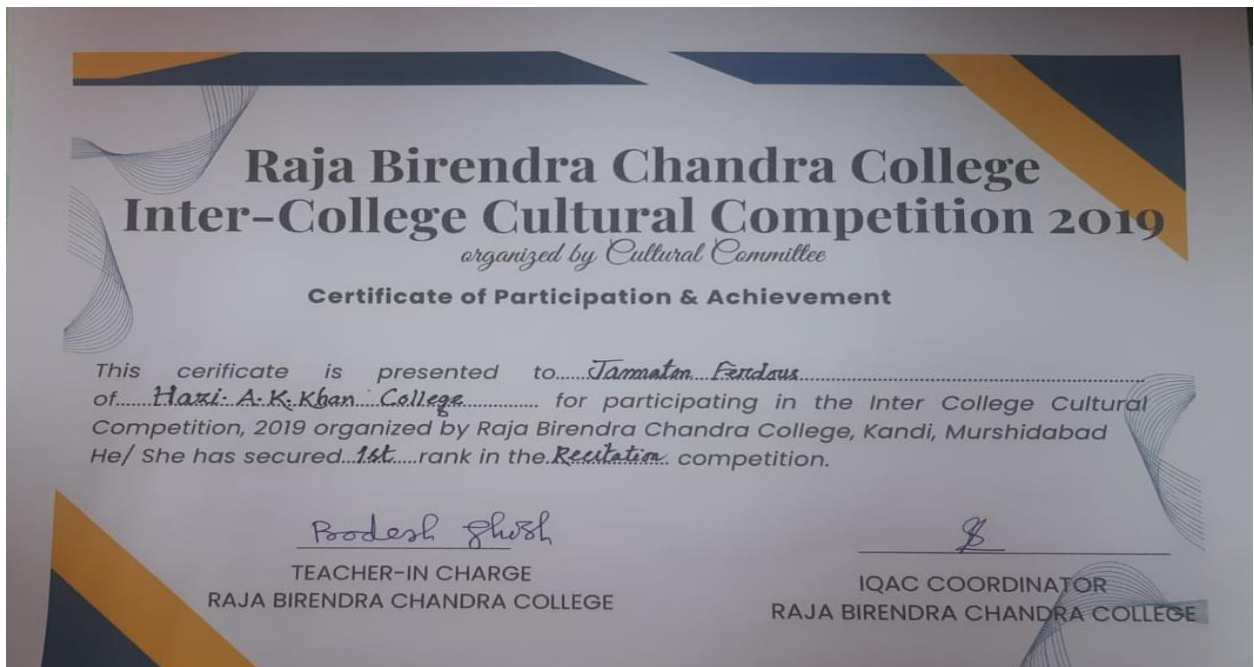 Raja Birendra Chandra College
Inter-College Cultural Competition 2019
organized by Cultural Committee
Certificate of Participation & Achievement
This cerificate is presented to Jannaton Ferdous
of Hazi. A. K. Khan College for participating in the Inter College Cultural
Competition, 2019 organized by Raja Birendra Chandra College, Kandi, Murshidabad
He/ She has secured 1st rank in the Recitation competition.
Ghosh
TEACHER-IN CHARGE
RAJA BIRENDRA CHANDRA COLLEGE
IQAC COORDINATOR
RAJA BIRENDRA CHANDRA COLLEGE